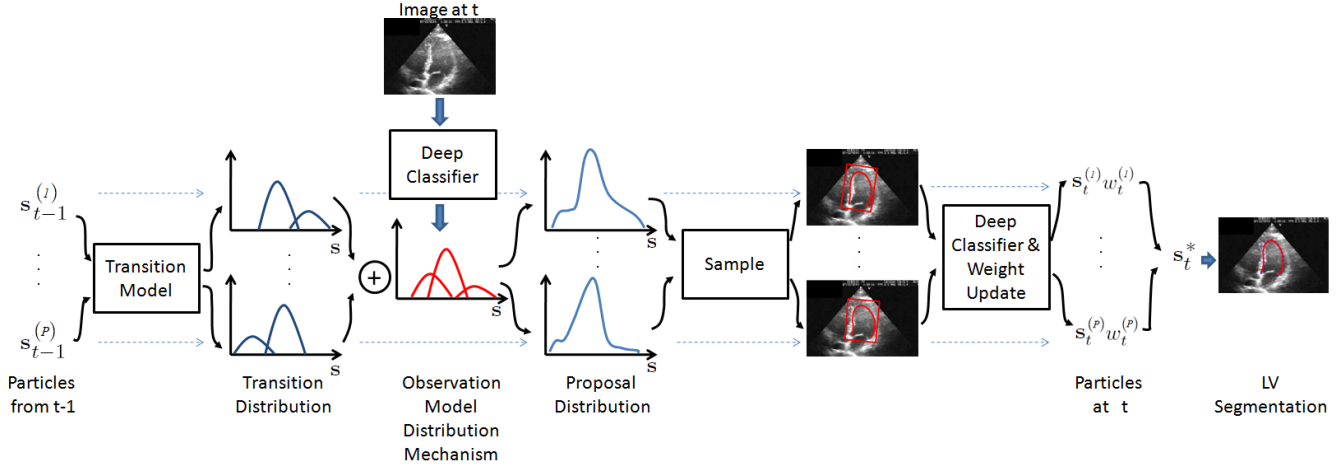 Image at t
Deep
Classifier
s_{t-1}^{(1)}
s_{t-1}^{(P)}
Transition
Model
s
s
+
s
s
s
Sample
Deep
Classifier &
Weight
Update
s_t^{(1)} w_t^{(1)}
s_t^{(P)} w_t^{(P)}
s_t^*
Particles
from t-1
Transition
Distribution
Observation
Model
Distribution
Mechanism
Proposal
Distribution
Particles
at t
LV
Segmentation